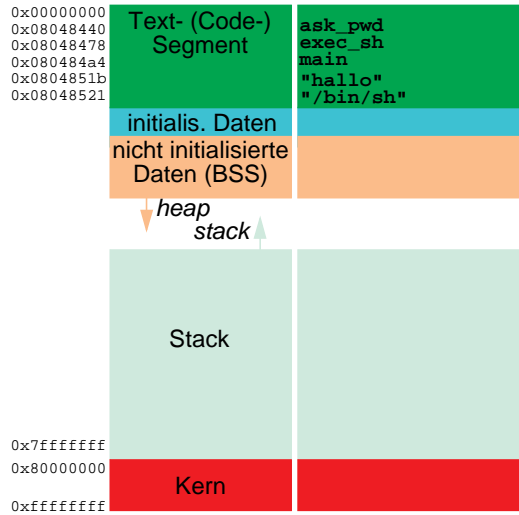 0x00000000
0x08048440
0x08048478
0x080484a4
0x0804851b
0x08048521
Text- (Code-)
Segment
ask_pwd
exec_sh
main
"hallo"
"/bin/sh"
initialis. Daten
nicht initialisierte
Daten (BSS)
heap
stack
Stack
0x7fffffff
0x80000000
Kern
0xffffffff